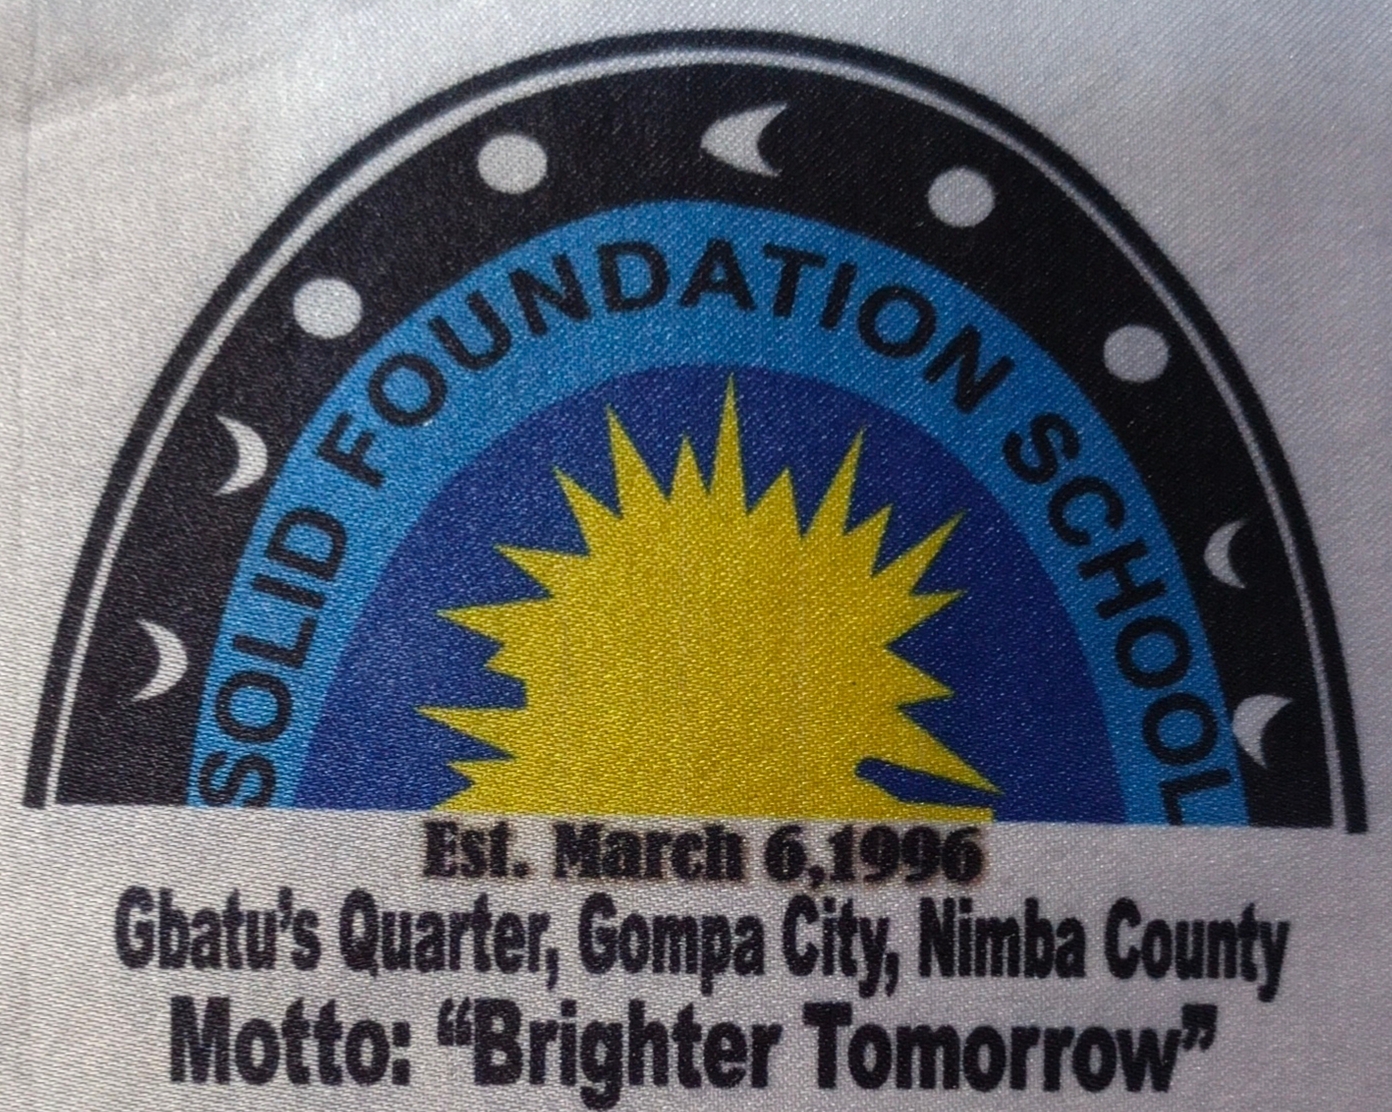 SOLID FOUNDATION SCHOOL
Est. March 6,1996
Gbatu's Quarter, Gompa City, Nimba County
Motto: “Brighter Tomorrow”